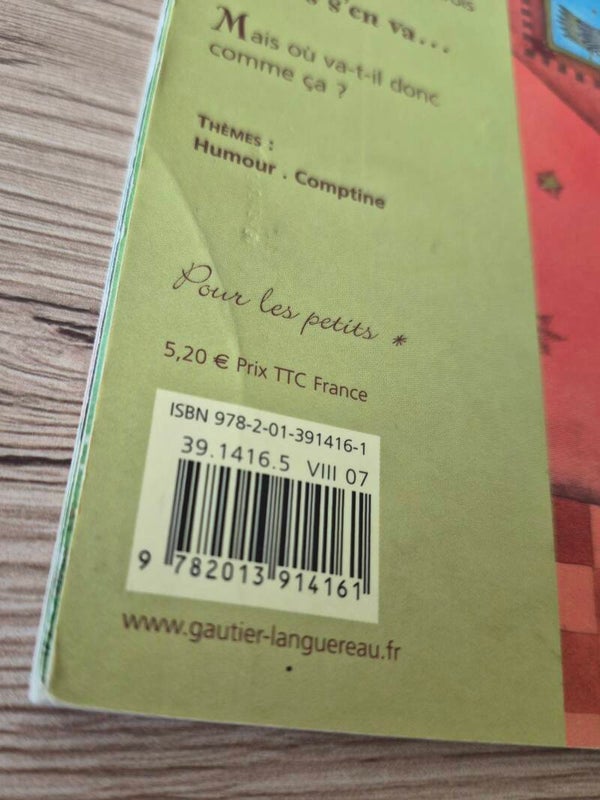 s'en va...
Mais où va-t-il donc
comme ça ?
THÈMES :
Humour . Comptine
Pour les petits *
5,20 € Prix TTC France
ISBN 978-2-01-391416-1
39.1416.5 VIII 07
9 782013 914161
www.gautier-languereau.fr